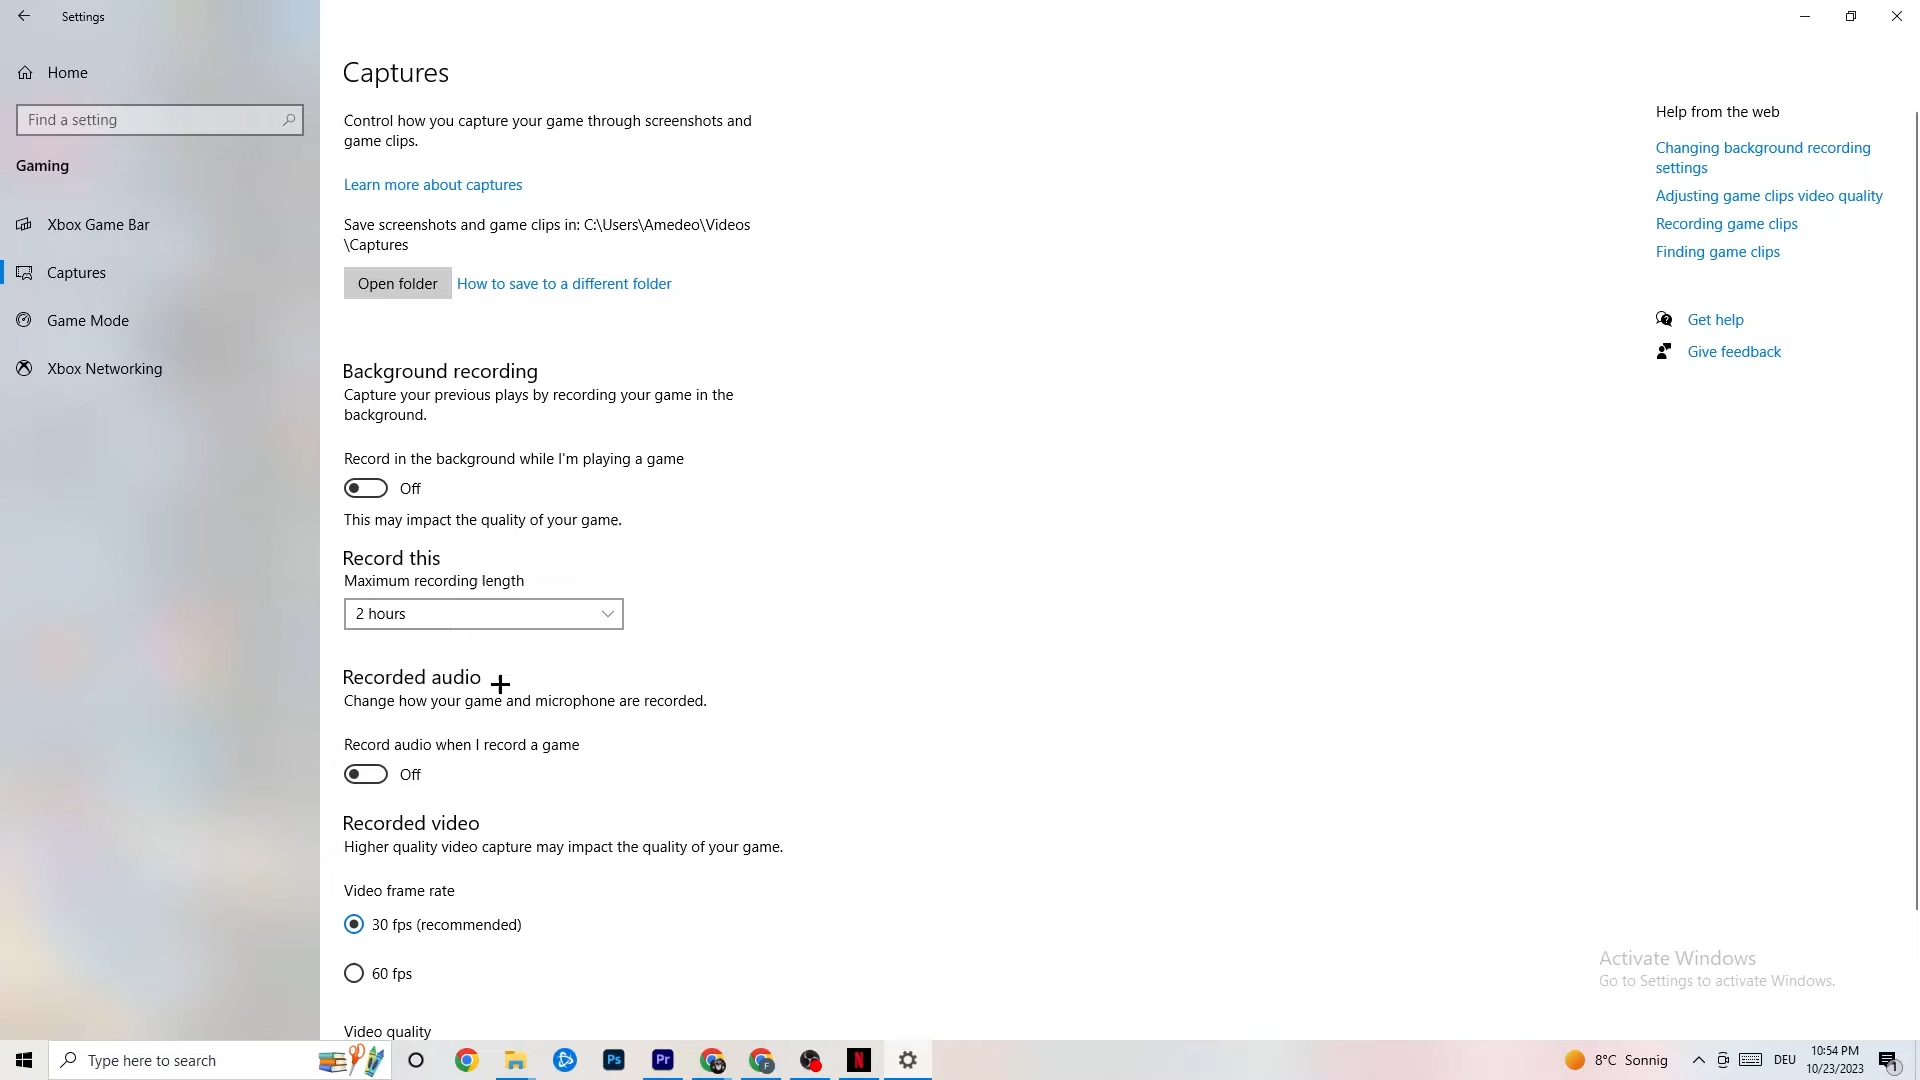 Settings
Home
Find a setting
Gaming
Xbox Game Bar
Captures
Game Mode
Xbox Networking
Captures
Control how you capture your game through screenshots and
game clips.
Learn more about captures
Save screenshots and game clips in: C:\Users\Amedeo\Videos
\Captures
Open folder
How to save to a different folder
Background recording
Capture your previous plays by recording your game in the
background.
Record in the background while I'm playing a game
Off
This may impact the quality of your game.
Record this
Maximum recording length
2 hours
Recorded audio
Change how your game and microphone are recorded.
Record audio when I record a game
Off
Recorded video
Higher quality video capture may impact the quality of your game.
Video frame rate
30 fps (recommended)
60 fps
Video quality
Help from the web
Changing background recording
settings
Adjusting game clips video quality
Recording game clips
Finding game clips
Get help
Give feedback
Activate Windows
Go to Settings to activate Windows.
Type here to search
Ps
Pr
F
N
8°C Sonnig
DEU
10:54 PM
10/23/2023
1